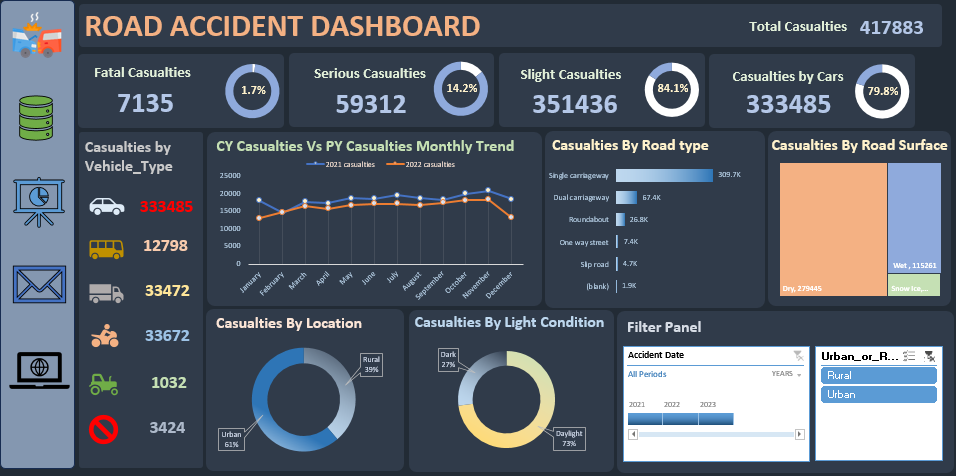 ROAD ACCIDENT DASHBOARD
Total Casualties 417883
Fatal Casualties
7135
1.7%
Serious Casualties
59312
14.2%
Slight Casualties
351436
84.1%
Casualties by Cars
333485
79.8%
Casualties by
Vehicle_Type
333485
12798
33472
33672
1032
3424
CY Casualties Vs PY Casualties Monthly Trend
2021 casualties 2022 casualties
25000
20000
15000
10000
5000
0
January
February
March
April
May
June
July
August
September
October
November
December
Casualties By Road type
Single carriageway 309.7K
Dual carriageway 67.4K
Roundabout 26.8K
One way street 7.4K
Slip road 4.7K
(blank) 1.9K
Casualties By Road Surface
Dry, 279445
Wet , 115261
Snow Ice,...
Casualties By Location
Rural
39%
Urban
61%
Casualties By Light Condition
Dark
27%
Daylight
73%
Filter Panel
Accident Date
All Periods YEARS
2021 2022 2023
Urban_or_R...
Rural
Urban